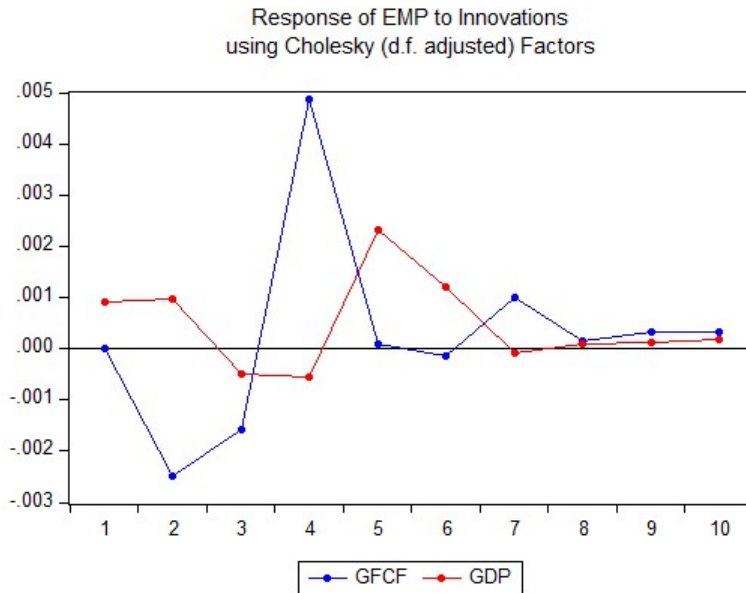 Response of EMP to Innovations
using Cholesky (d.f. adjusted) Factors
.005
.004
.003
.002
.001
.000
-.001
-.002
-.003
1 2 3 4 5 6 7 8 9 10
GFCF GDP